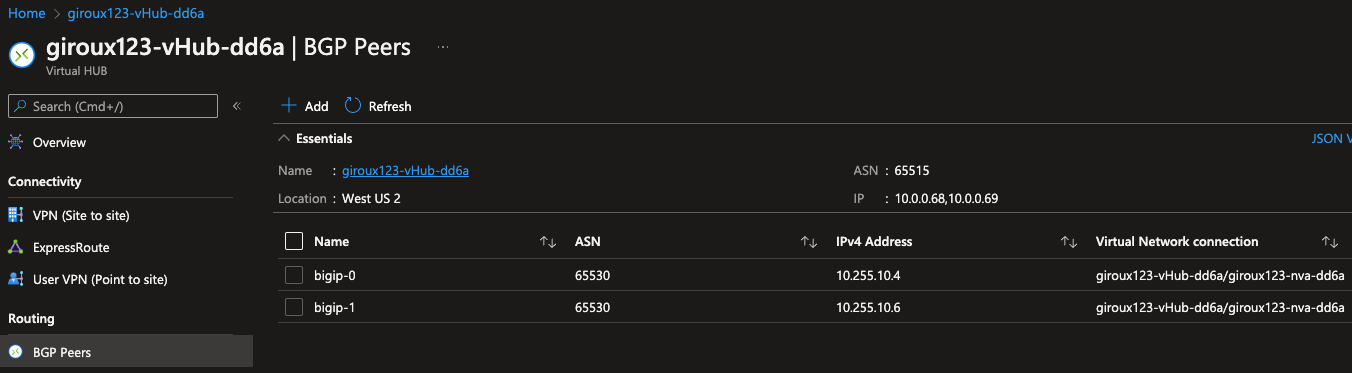 Home > giroux123-vHub-dd6a
giroux123-vHub-dd6a | BGP Peers ...
Virtual HUB
Search (Cmd+/) «
Overview
Connectivity
VPN (Site to site)
ExpressRoute
User VPN (Point to site)
Routing
BGP Peers
Add Refresh
Essentials JSON V
Name : giroux123-vHub-dd6a ASN : 65515
Location : West US 2 IP : 10.0.0.68,10.0.0.69
Name ASN IPv4 Address Virtual Network connection
bigip-0 65530 10.255.10.4 giroux123-vHub-dd6a/giroux123-nva-dd6a
bigip-1 65530 10.255.10.6 giroux123-vHub-dd6a/giroux123-nva-dd6a